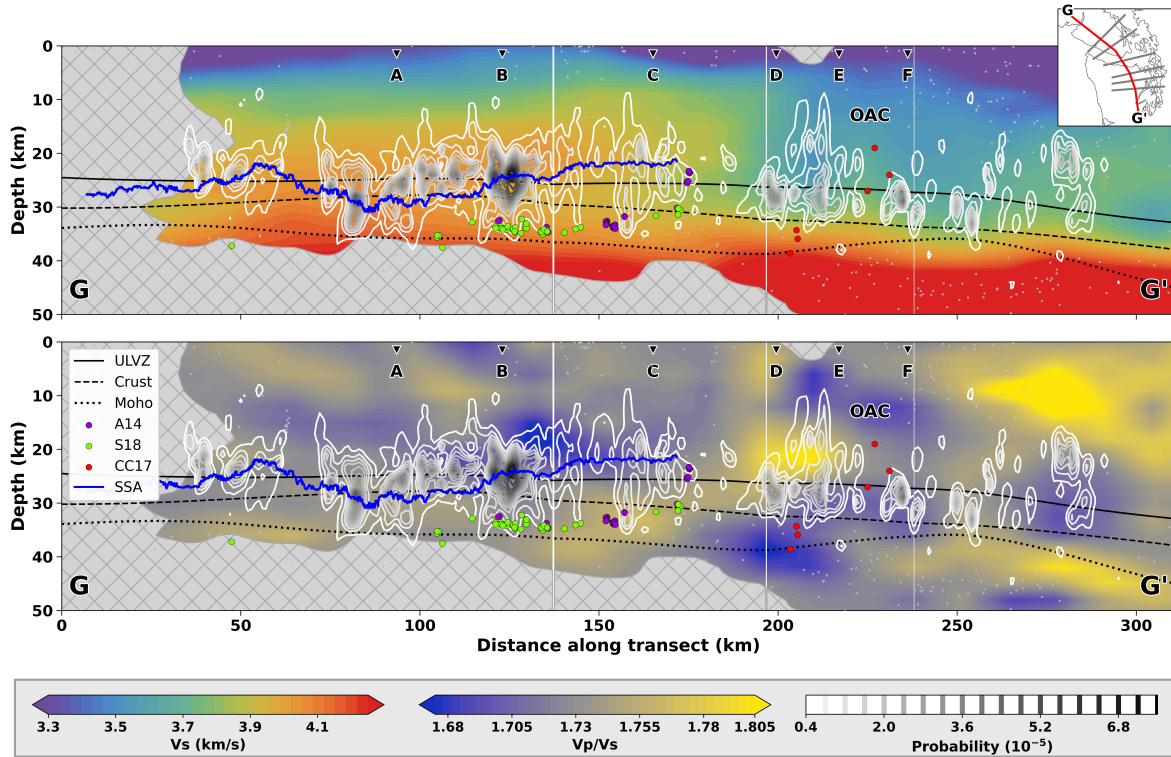 G
G'
0
10
20
30
40
50
Depth (km)
A
B
C
D
E
F
OAC
G
G'
0
10
20
30
40
50
Depth (km)
ULVZ
Crust
Moho
A14
S18
CC17
SSA
A
B
C
D
E
F
OAC
G
G'
0 50 100 150 200 250 300
Distance along transect (km)
3.3 3.5 3.7 3.9 4.1
Vs (km/s)
1.68 1.705 1.73 1.755 1.78 1.805
Vp/Vs
0.4 2.0 3.6 5.2 6.8
Probability (10⁻⁵)